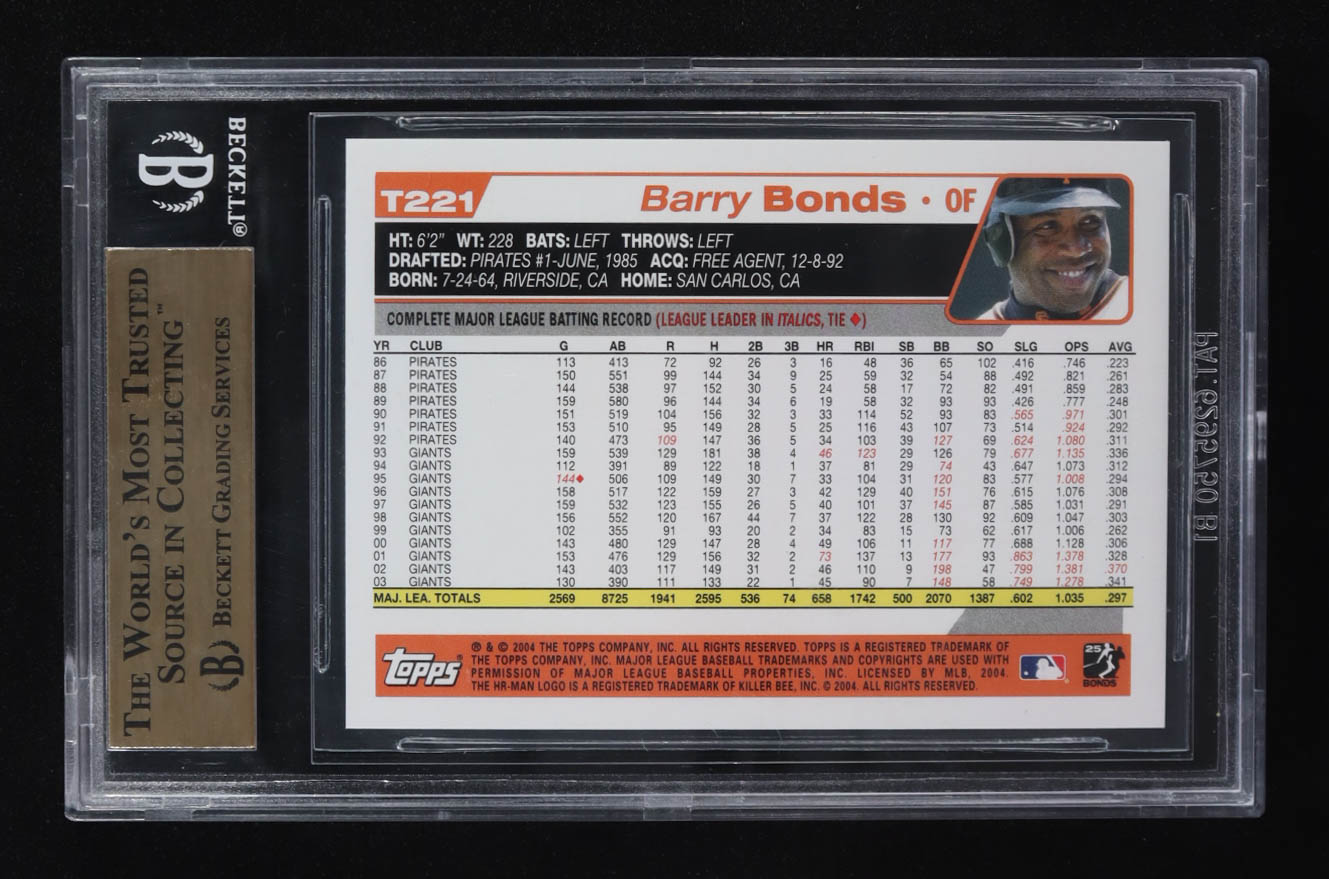 BECKETT®
B
THE WORLD'S MOST TRUSTED
SOURCE IN COLLECTING™
B BECKETT GRADING SERVICES
T221 Barry Bonds · OF
HT: 6'2" WT: 228 BATS: LEFT THROWS: LEFT
DRAFTED: PIRATES #1-JUNE, 1985 ACQ: FREE AGENT, 12-8-92
BORN: 7-24-64, RIVERSIDE, CA HOME: SAN CARLOS, CA
COMPLETE MAJOR LEAGUE BATTING RECORD (LEAGUE LEADER IN ITALICS, TIE ♦)
YR CLUB G AB R H 2B 3B HR RBI SB BB SO SLG OPS AVG
86 PIRATES 113 413 72 92 26 3 16 48 36 65 102 .416 .746 .223
87 PIRATES 150 551 99 144 34 9 25 59 32 54 88 .492 .821 .261
88 PIRATES 144 538 97 152 30 5 24 58 17 72 82 .491 .859 .283
89 PIRATES 159 580 96 144 34 6 19 58 32 93 93 .426 .777 .248
90 PIRATES 151 519 104 156 32 3 33 114 52 93 83 .565 .971 .301
91 PIRATES 153 510 95 149 28 5 25 116 43 107 73 .514 .924 .292
92 PIRATES 140 473 109 147 36 5 34 103 39 127 69 .624 1.080 .311
93 GIANTS 159 539 129 181 38 4 46 123 29 126 79 .677 1.135 .336
94 GIANTS 112 391 89 122 18 1 37 81 29 74 43 .647 1.073 .312
95 GIANTS 144♦ 506 109 149 30 7 33 104 31 120 83 .577 1.008 .294
96 GIANTS 158 517 122 159 27 3 42 129 40 151 76 .615 1.076 .308
97 GIANTS 159 532 123 155 26 5 40 101 37 145 87 .585 1.031 .291
98 GIANTS 156 552 120 167 44 7 37 122 28 130 92 .609 1.047 .303
99 GIANTS 102 355 91 93 20 2 34 83 15 73 62 .617 1.006 .262
00 GIANTS 143 480 129 147 28 4 49 106 11 117 77 .688 1.128 .306
01 GIANTS 153 476 129 156 32 2 73 137 13 177 93 .863 1.378 .328
02 GIANTS 143 403 117 149 31 2 46 110 9 198 47 .799 1.381 .370
03 GIANTS 130 390 111 133 22 1 45 90 7 148 58 .749 1.278 .341
MAJ. LEA. TOTALS 2569 8725 1941 2595 536 74 658 1742 500 2070 1387 .602 1.035 .297
Topps®
® & © 2004 THE TOPPS COMPANY, INC. ALL RIGHTS RESERVED. TOPPS IS A REGISTERED TRADEMARK OF
THE TOPPS COMPANY, INC. MAJOR LEAGUE BASEBALL TRADEMARKS AND COPYRIGHTS ARE USED WITH
PERMISSION OF MAJOR LEAGUE BASEBALL PROPERTIES, INC. LICENSED BY MLB, 2004.
THE HR-MAN LOGO IS A REGISTERED TRADEMARK OF KILLER BEE, INC. © 2004. ALL RIGHTS RESERVED.
25
BONDS
PAT. 6295750 B1